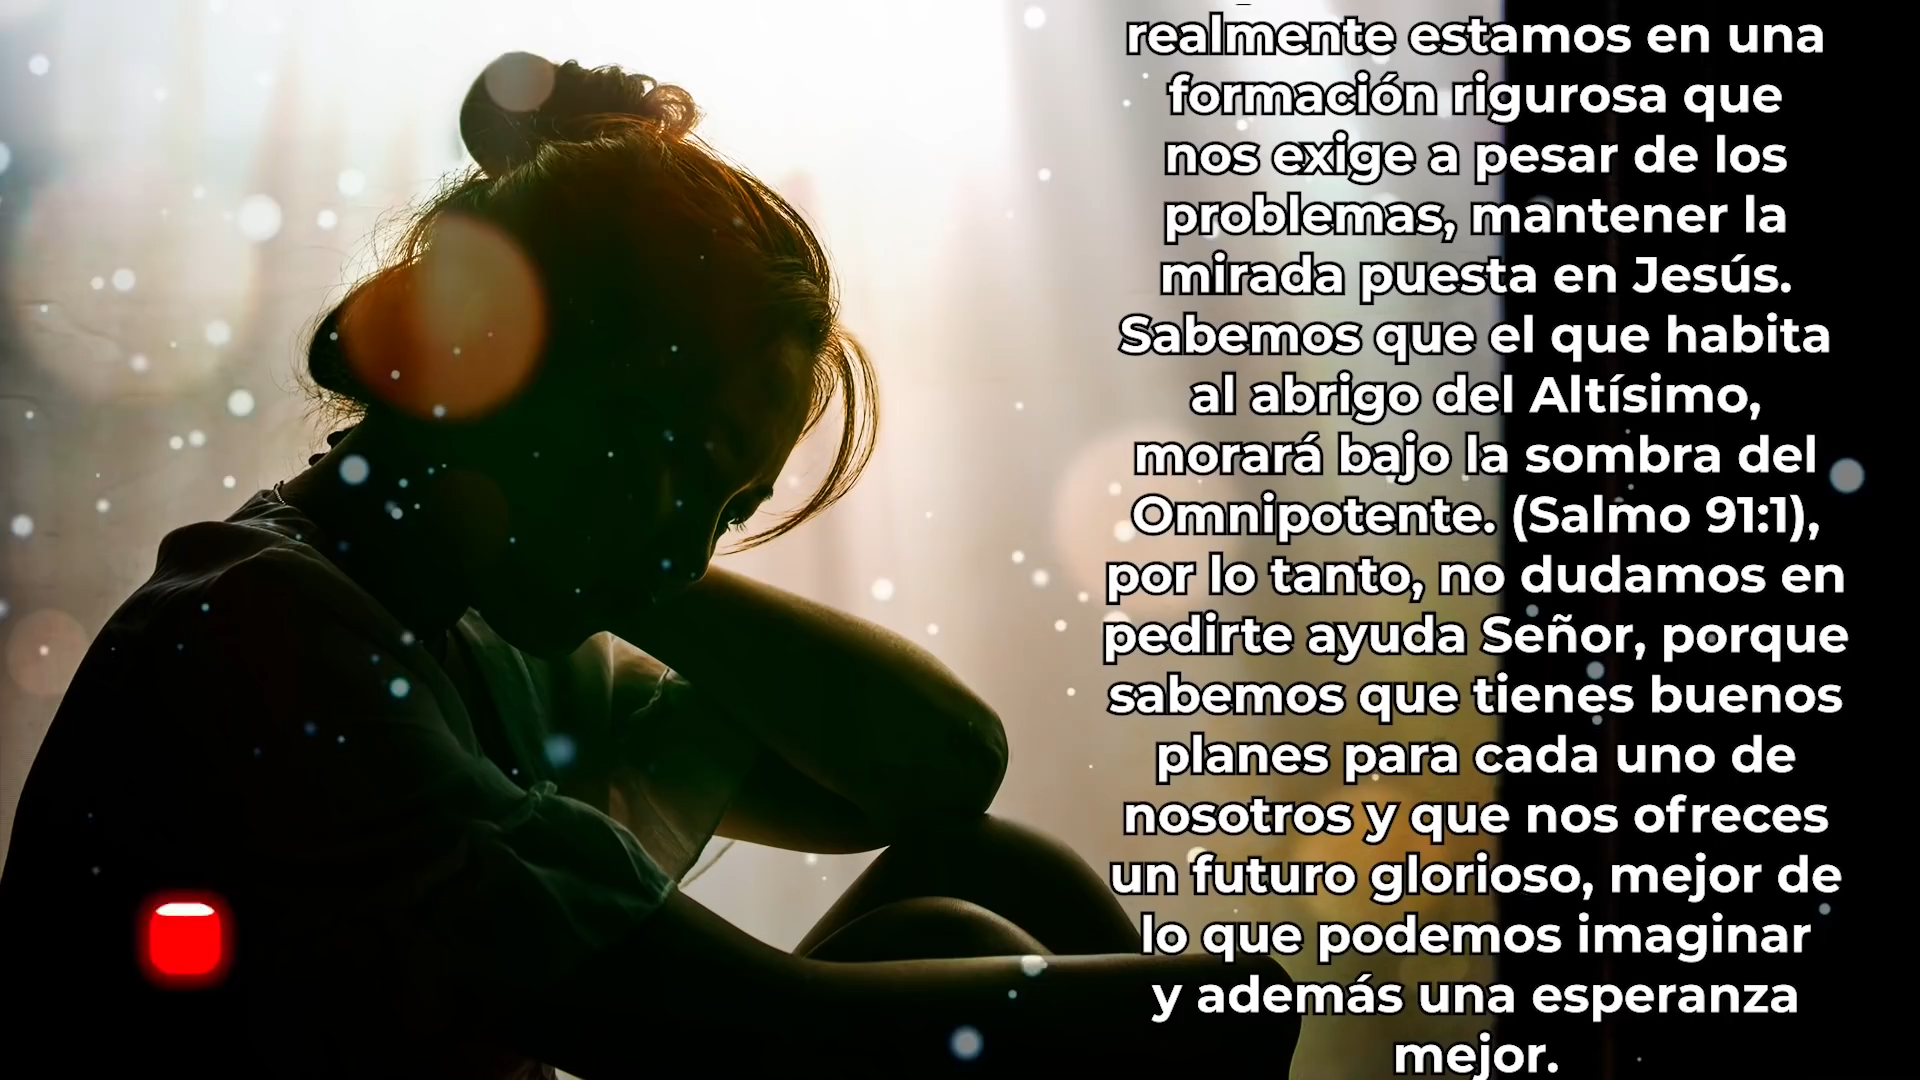 realmente estamos en una
formación rigurosa que
nos exige a pesar de los
problemas, mantener la
mirada puesta en Jesús.
Sabemos que el que habita
al abrigo del Altísimo,
morará bajo la sombra del
Omnipotente. (Salmo 91:1),
por lo tanto, no dudamos en
pedirte ayuda Señor, porque
sabemos que tienes buenos
planes para cada uno de
nosotros y que nos ofreces
un futuro glorioso, mejor de
lo que podemos imaginar
y además una esperanza
mejor.